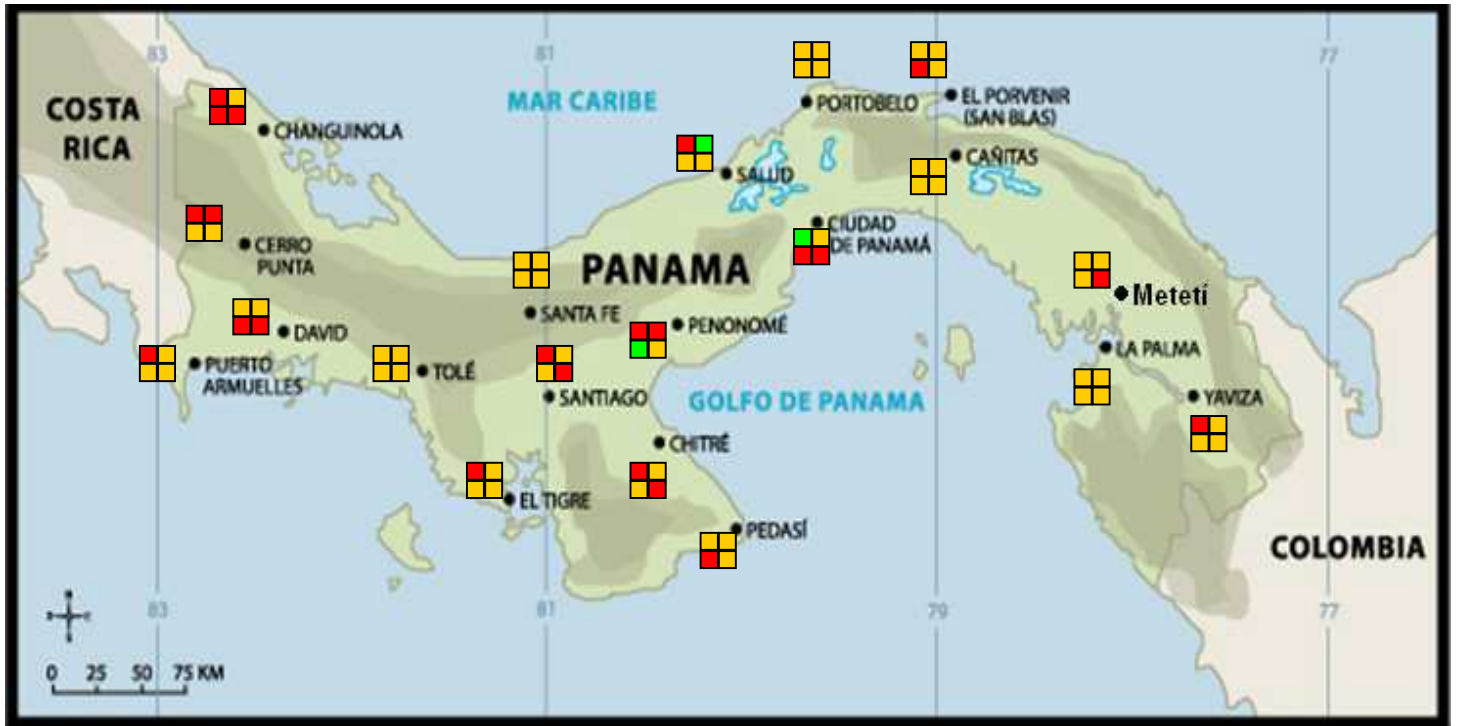 83
81
79
77
COSTA
RICA
MAR CARIBE
PORTOBELO
EL PORVENIR
(SAN BLAS)
CHANGUINOLA
SALUD
CAÑITAS
CERRO
PUNTA
CIUDAD
DE PANAMÁ
PANAMA
Metetí
SANTA FE
PENONOMÉ
DAVID
LA PALMA
PUERTO
ARMUELLES
TOLÉ
SANTIAGO
GOLFO DE PANAMA
YAVIZA
CHITRÉ
EL TIGRE
PEDASÍ
COLOMBIA
83
81
79
77
0 25 50 75 KM